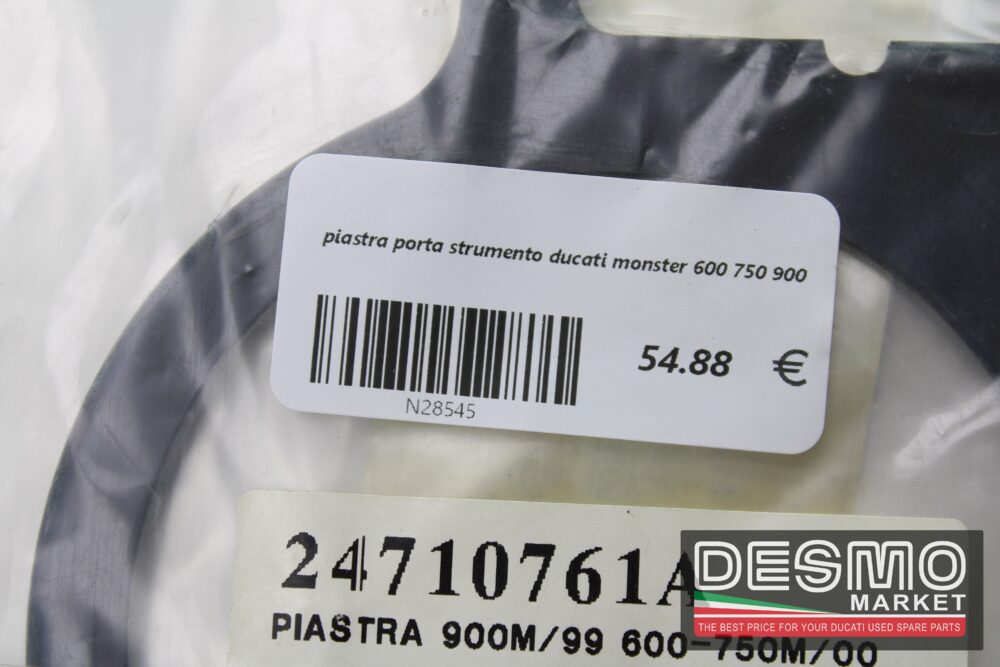 piastra porta strumento ducati monster 600 750 900
54.88 €
N28545
24710761A
PIASTRA 900M/99 600-750M/00
DESMO
MARKET
THE BEST PRICE FOR YOUR DUCATI USED SPARE PARTS